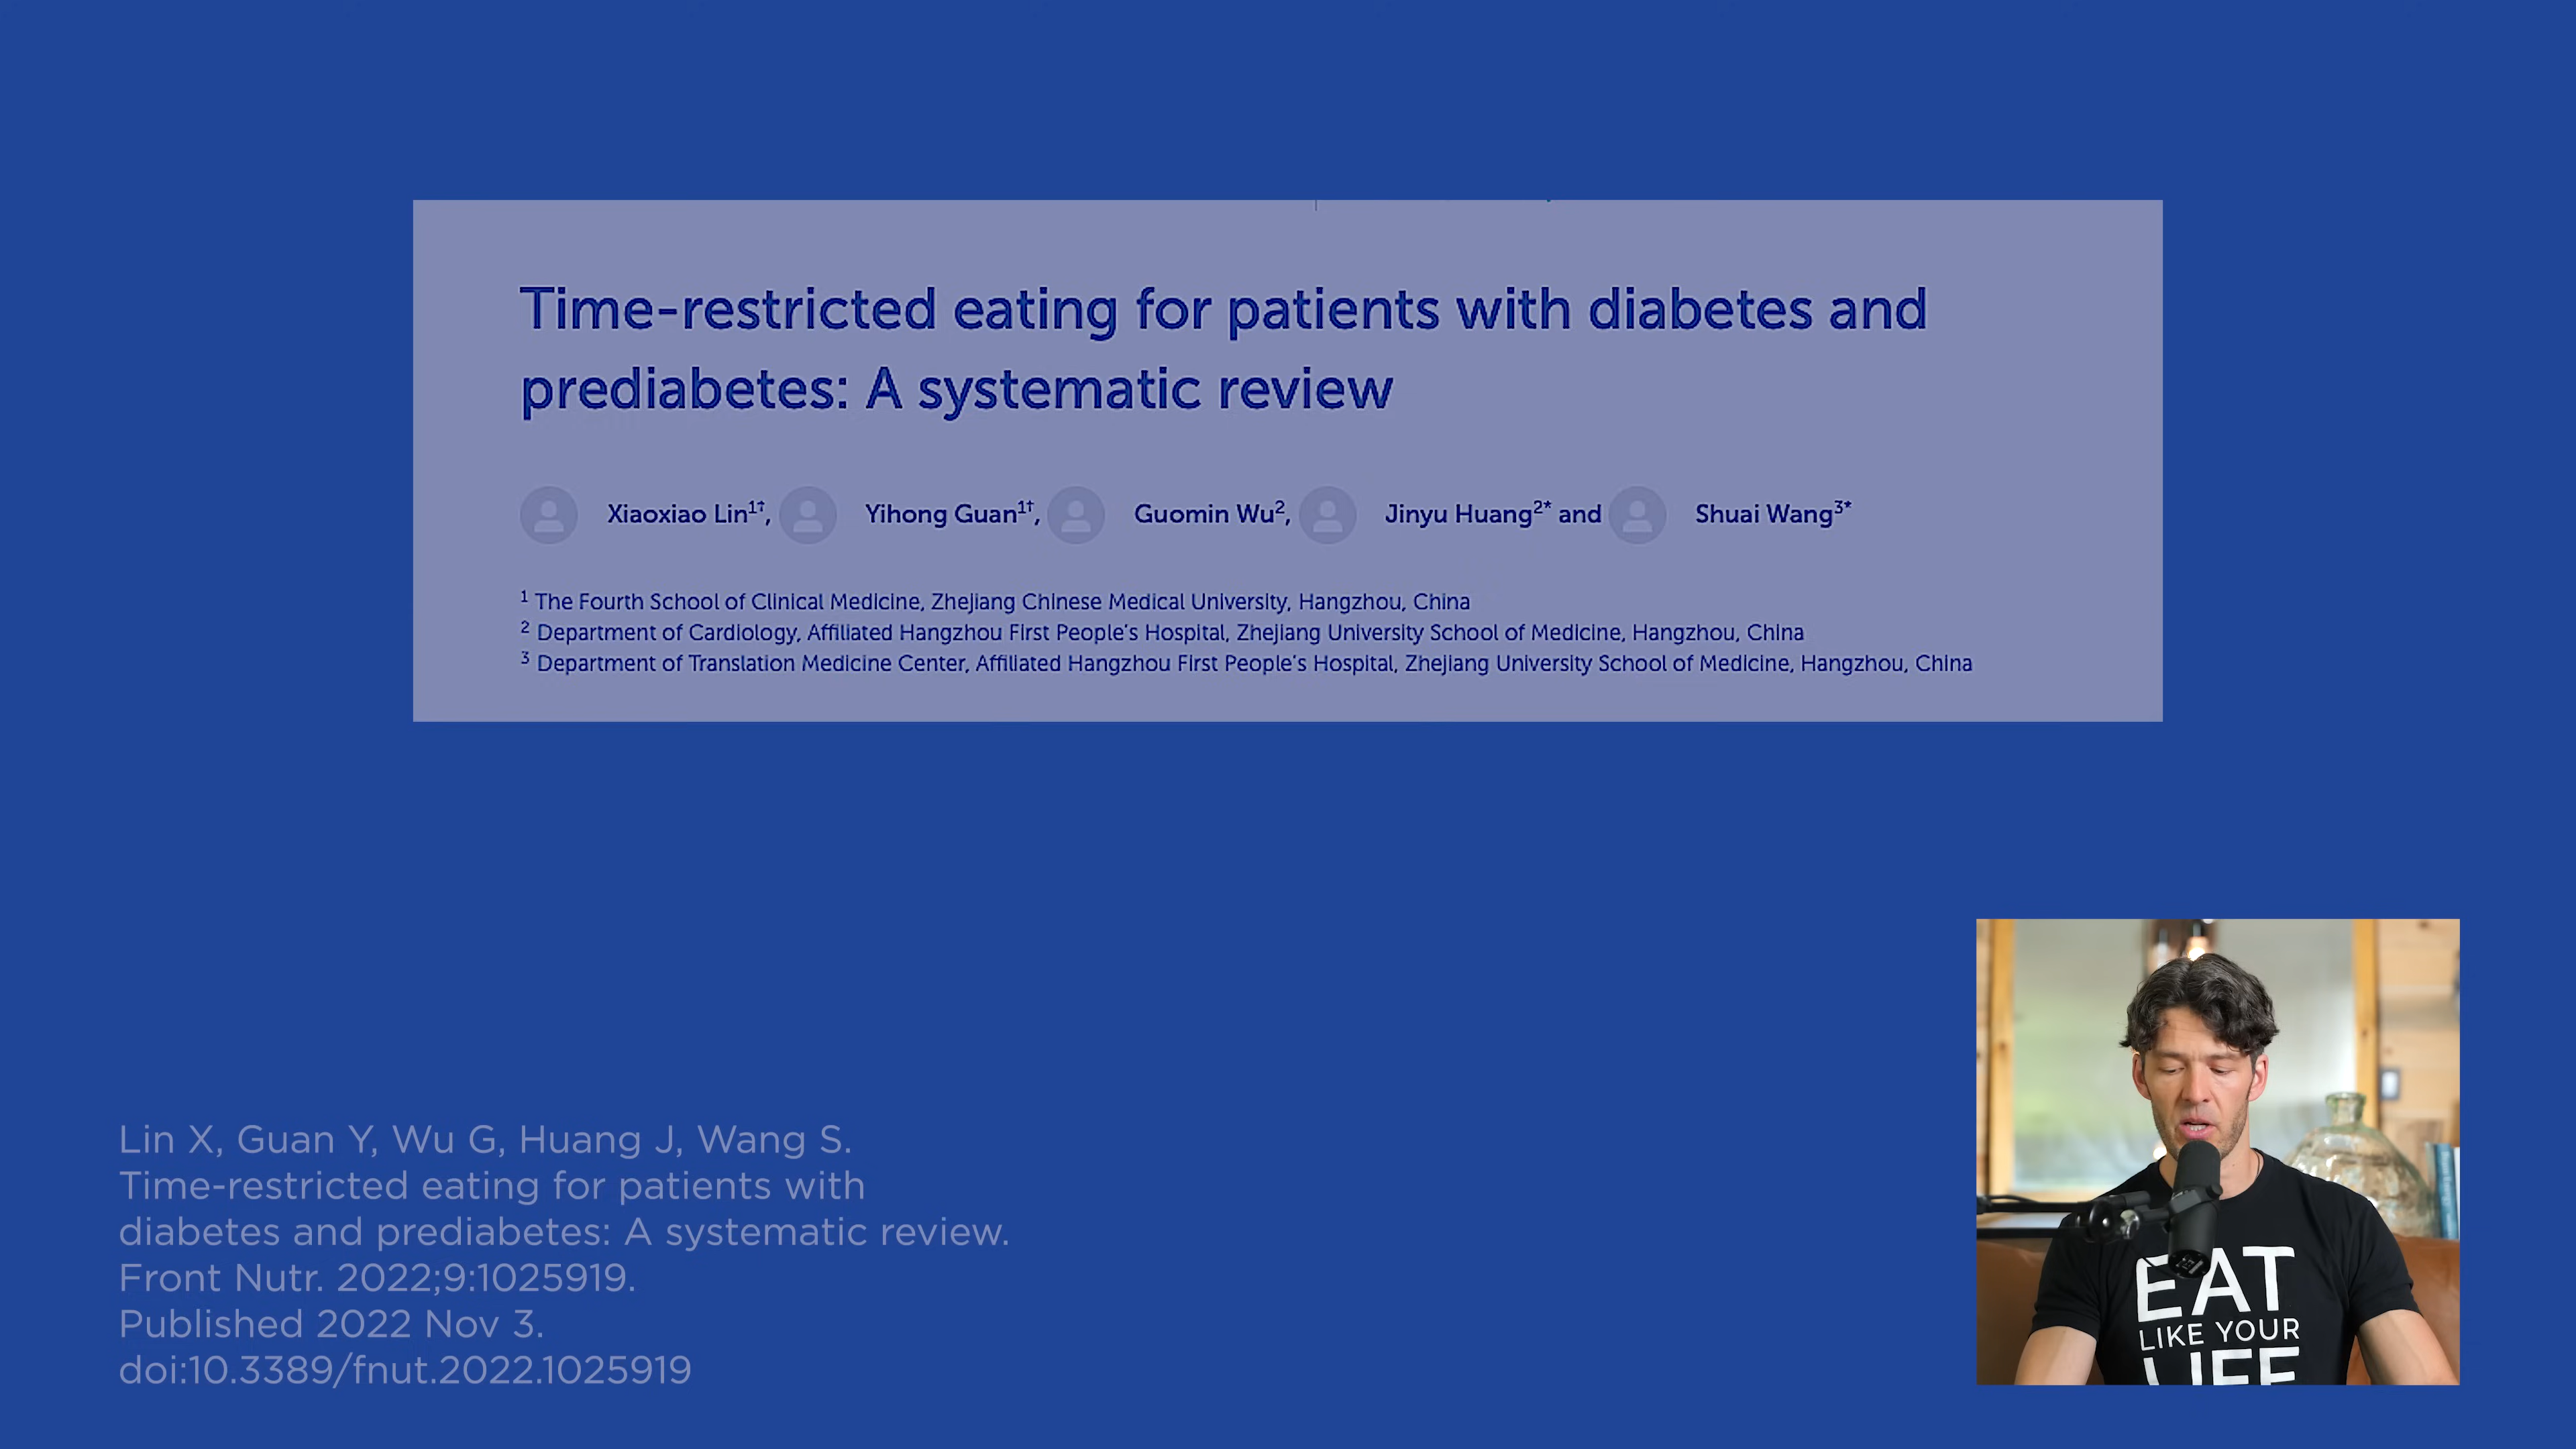 Time-restricted eating for patients with diabetes and
prediabetes: A systematic review
Xiaoxiao Lin¹†, Yihong Guan¹†, Guomin Wu², Jinyu Huang²* and Shuai Wang³*
¹ The Fourth School of Clinical Medicine, Zhejiang Chinese Medical University, Hangzhou, China
² Department of Cardiology, Affiliated Hangzhou First People’s Hospital, Zhejiang University School of Medicine, Hangzhou, China
³ Department of Translation Medicine Center, Affiliated Hangzhou First People’s Hospital, Zhejiang University School of Medicine, Hangzhou, China
Lin X, Guan Y, Wu G, Huang J, Wang S.
Time-restricted eating for patients with
diabetes and prediabetes: A systematic review.
Front Nutr. 2022;9:1025919.
Published 2022 Nov 3.
doi:10.3389/fnut.2022.1025919
EAT
LIKE YOUR
LIFE